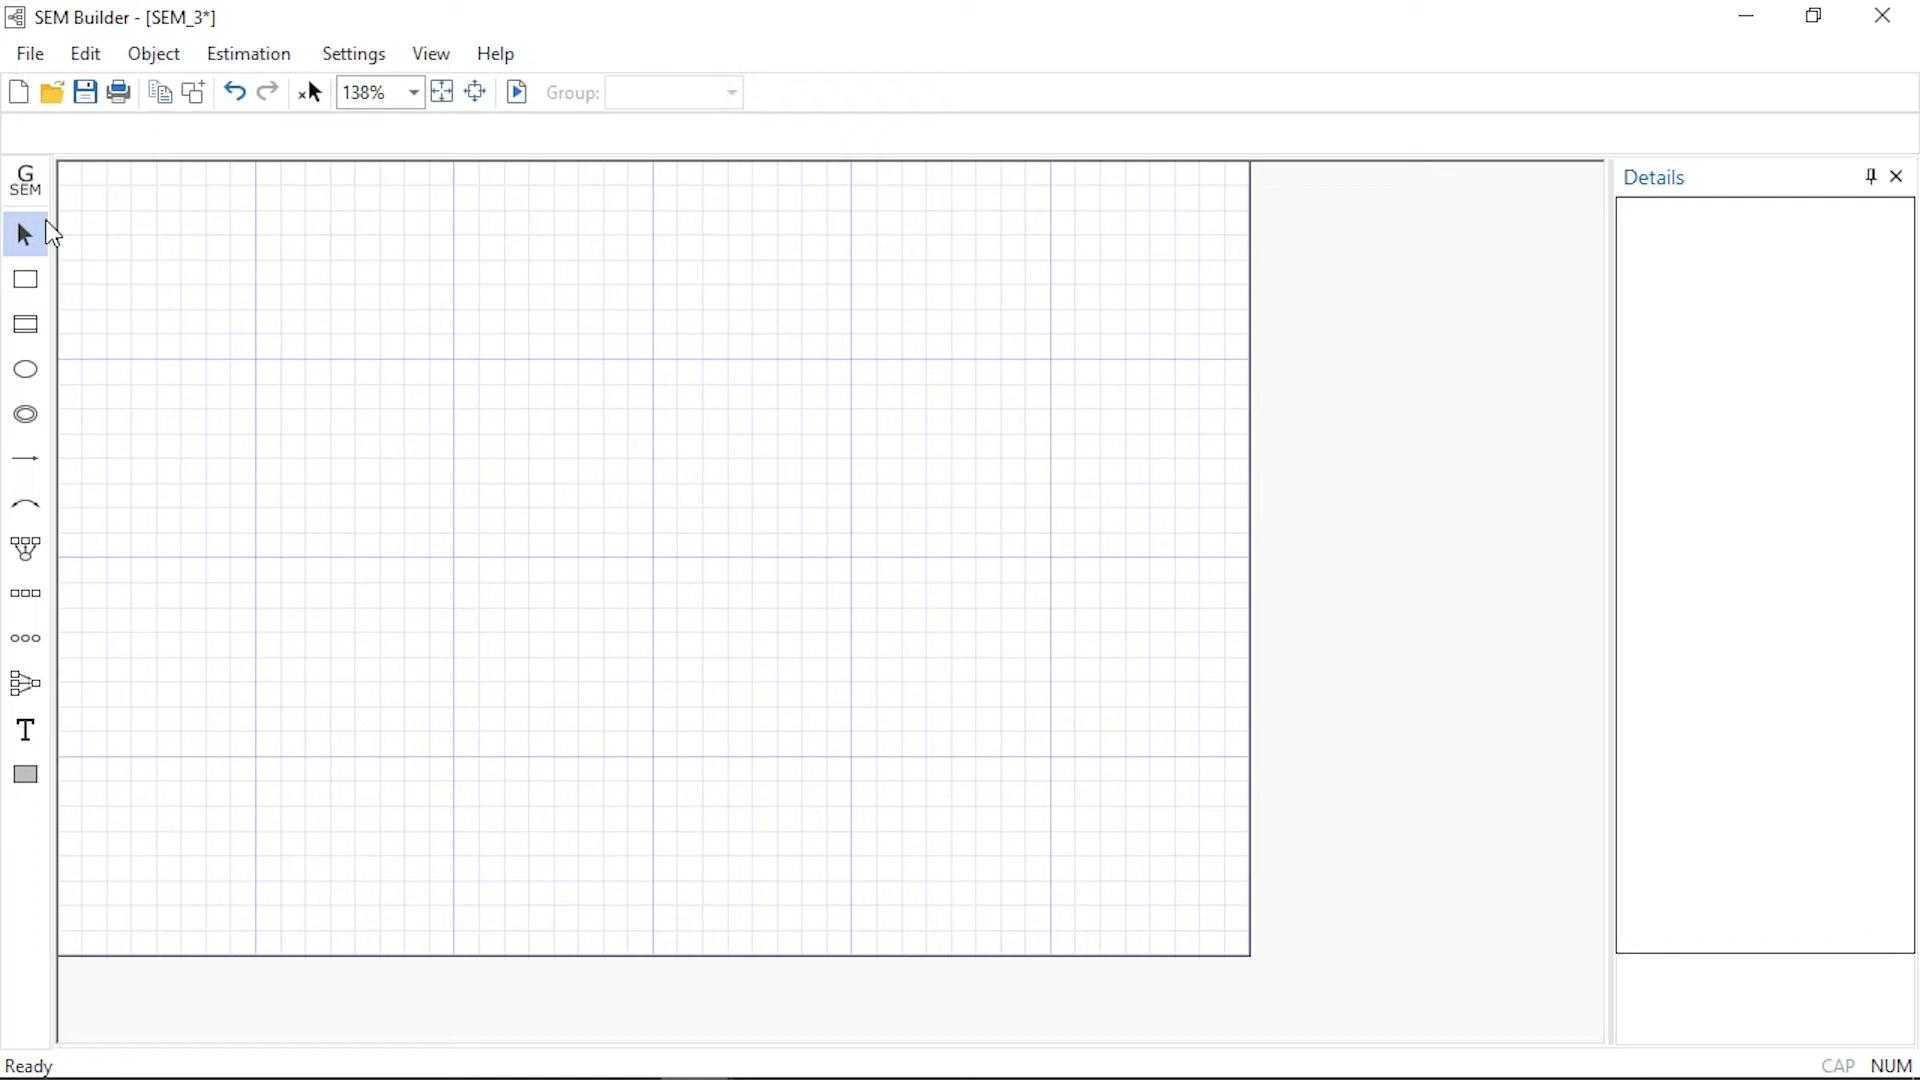 SEM Builder - [SEM_3*]
File Edit Object Estimation Settings View Help
138% Group:
G
SEM
Details
T
Ready CAP NUM